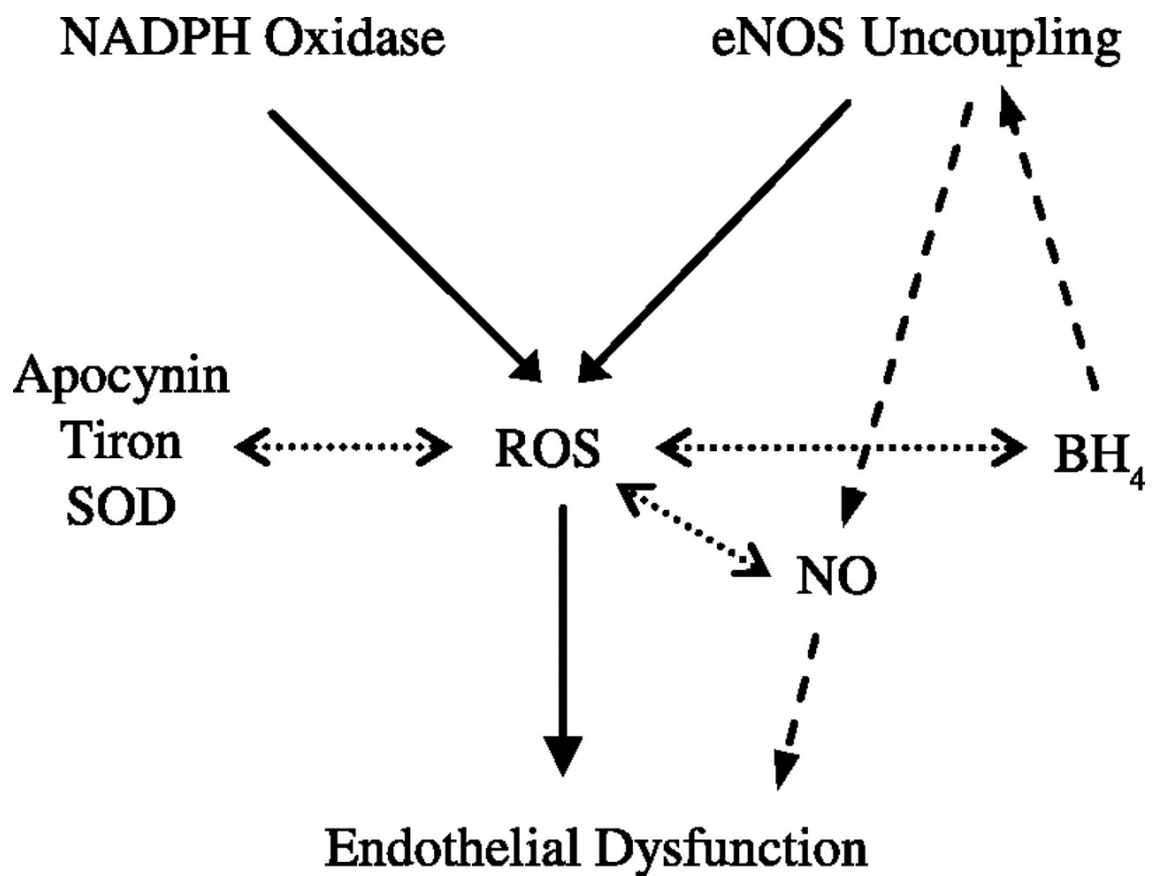 NADPH Oxidase
eNOS Uncoupling
Apocynin
Tiron
SOD
ROS
BH₄
NO
Endothelial Dysfunction